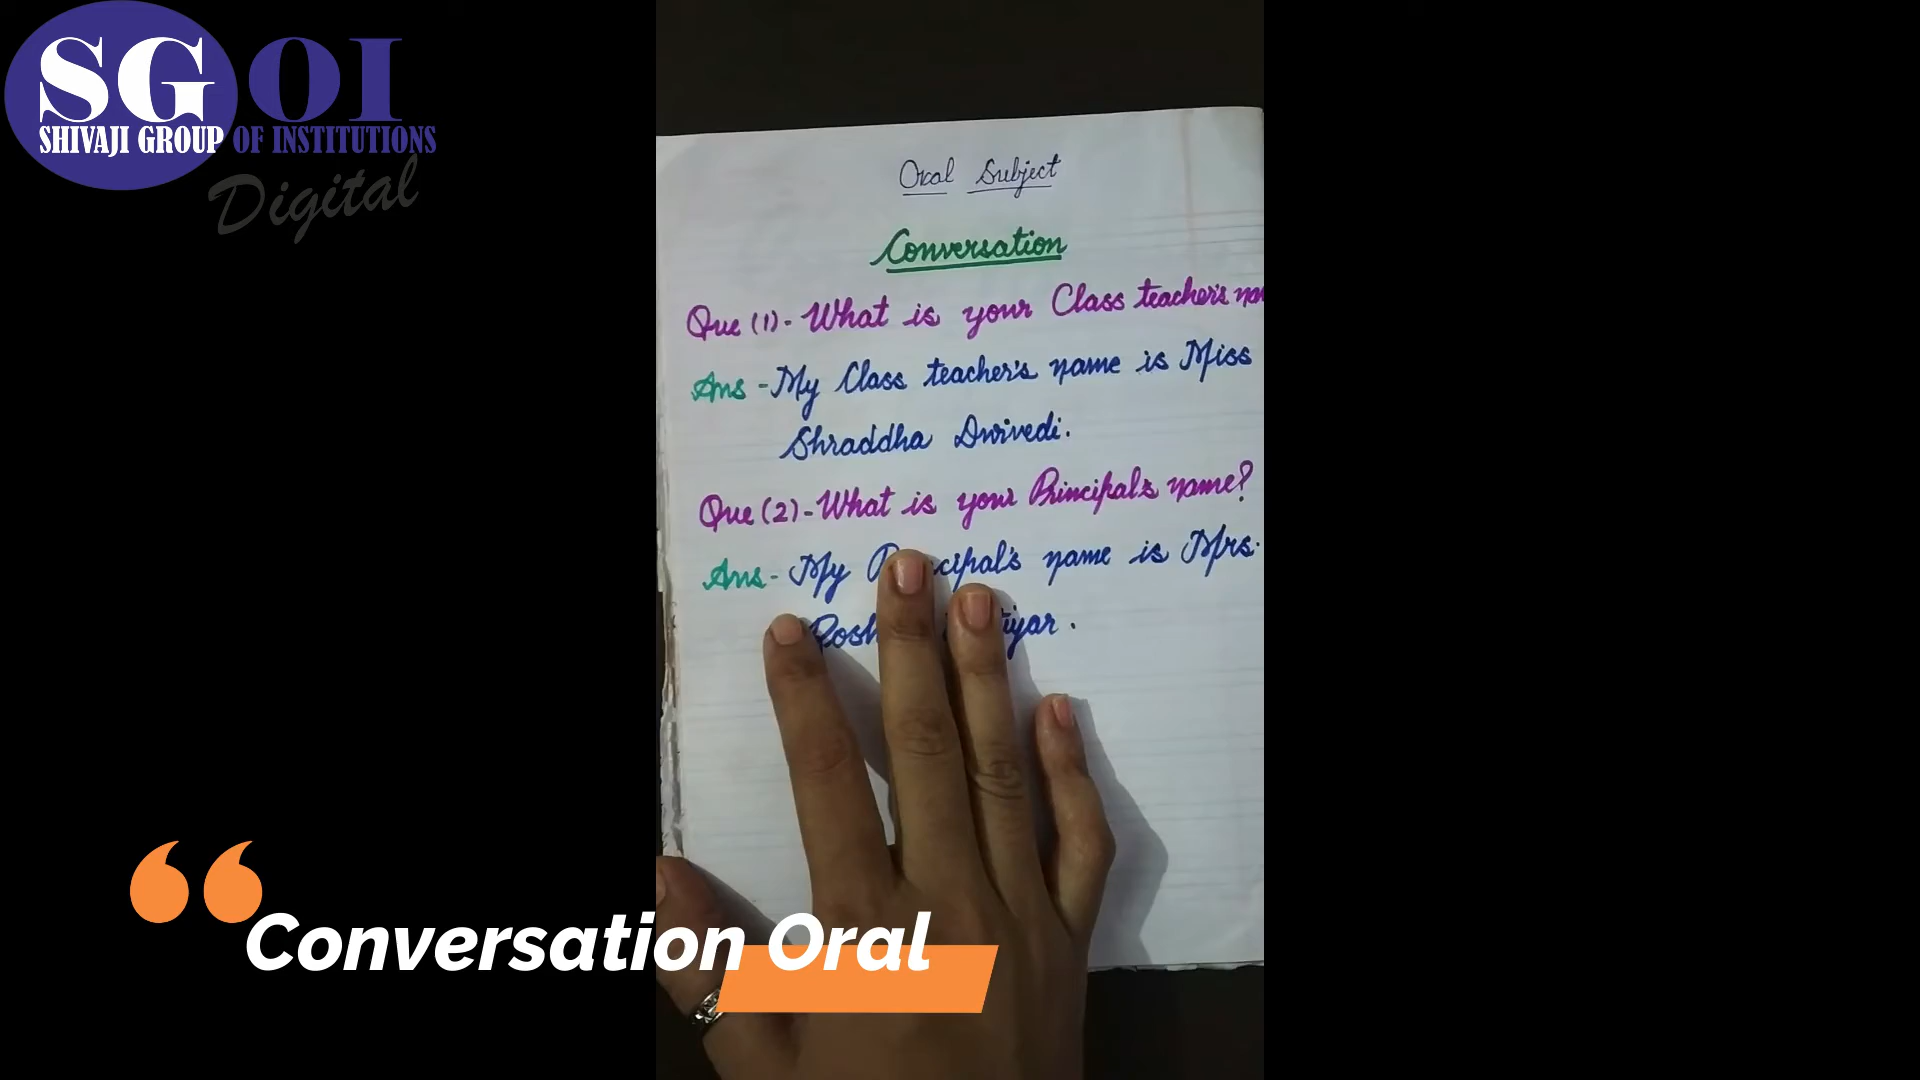 SGOI
SHIVAJI GROUP OF INSTITUTIONS
Digital
Oral Subject
Conversation
Que (1)- What is your Class teacher's
Ans - My Class teacher's name is Miss
Shraddha Dwivedi.
Que (2)- What is your Principal's name?
Ans - My name is Mrs.
Conversation Oral